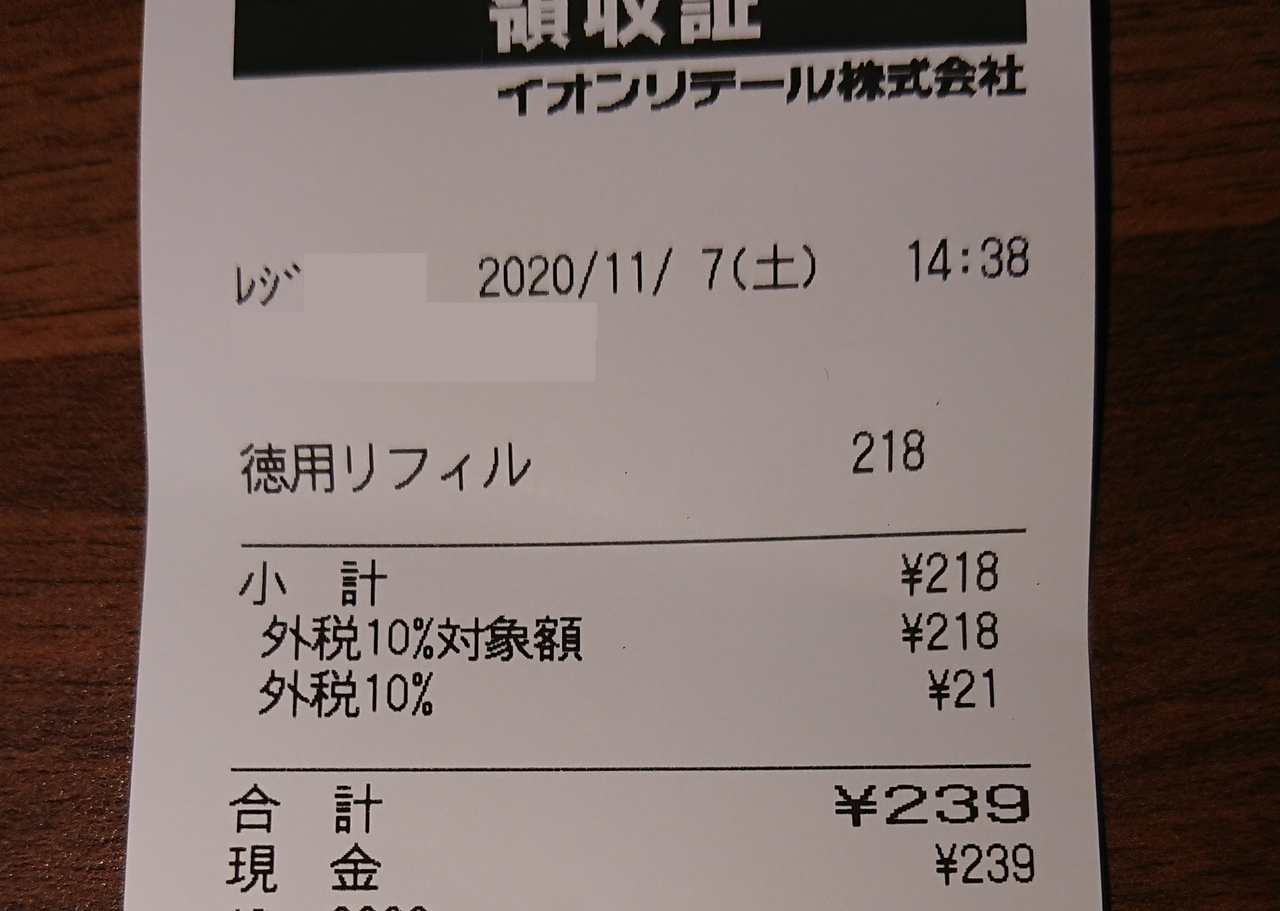 領収証
イオンリテール株式会社
レジ 2020/11/ 7(土) 14:38
徳用リフィル 218
小 計 ¥218
外税10%対象額 ¥218
外税10% ¥21
合 計 ¥239
現 金 ¥239